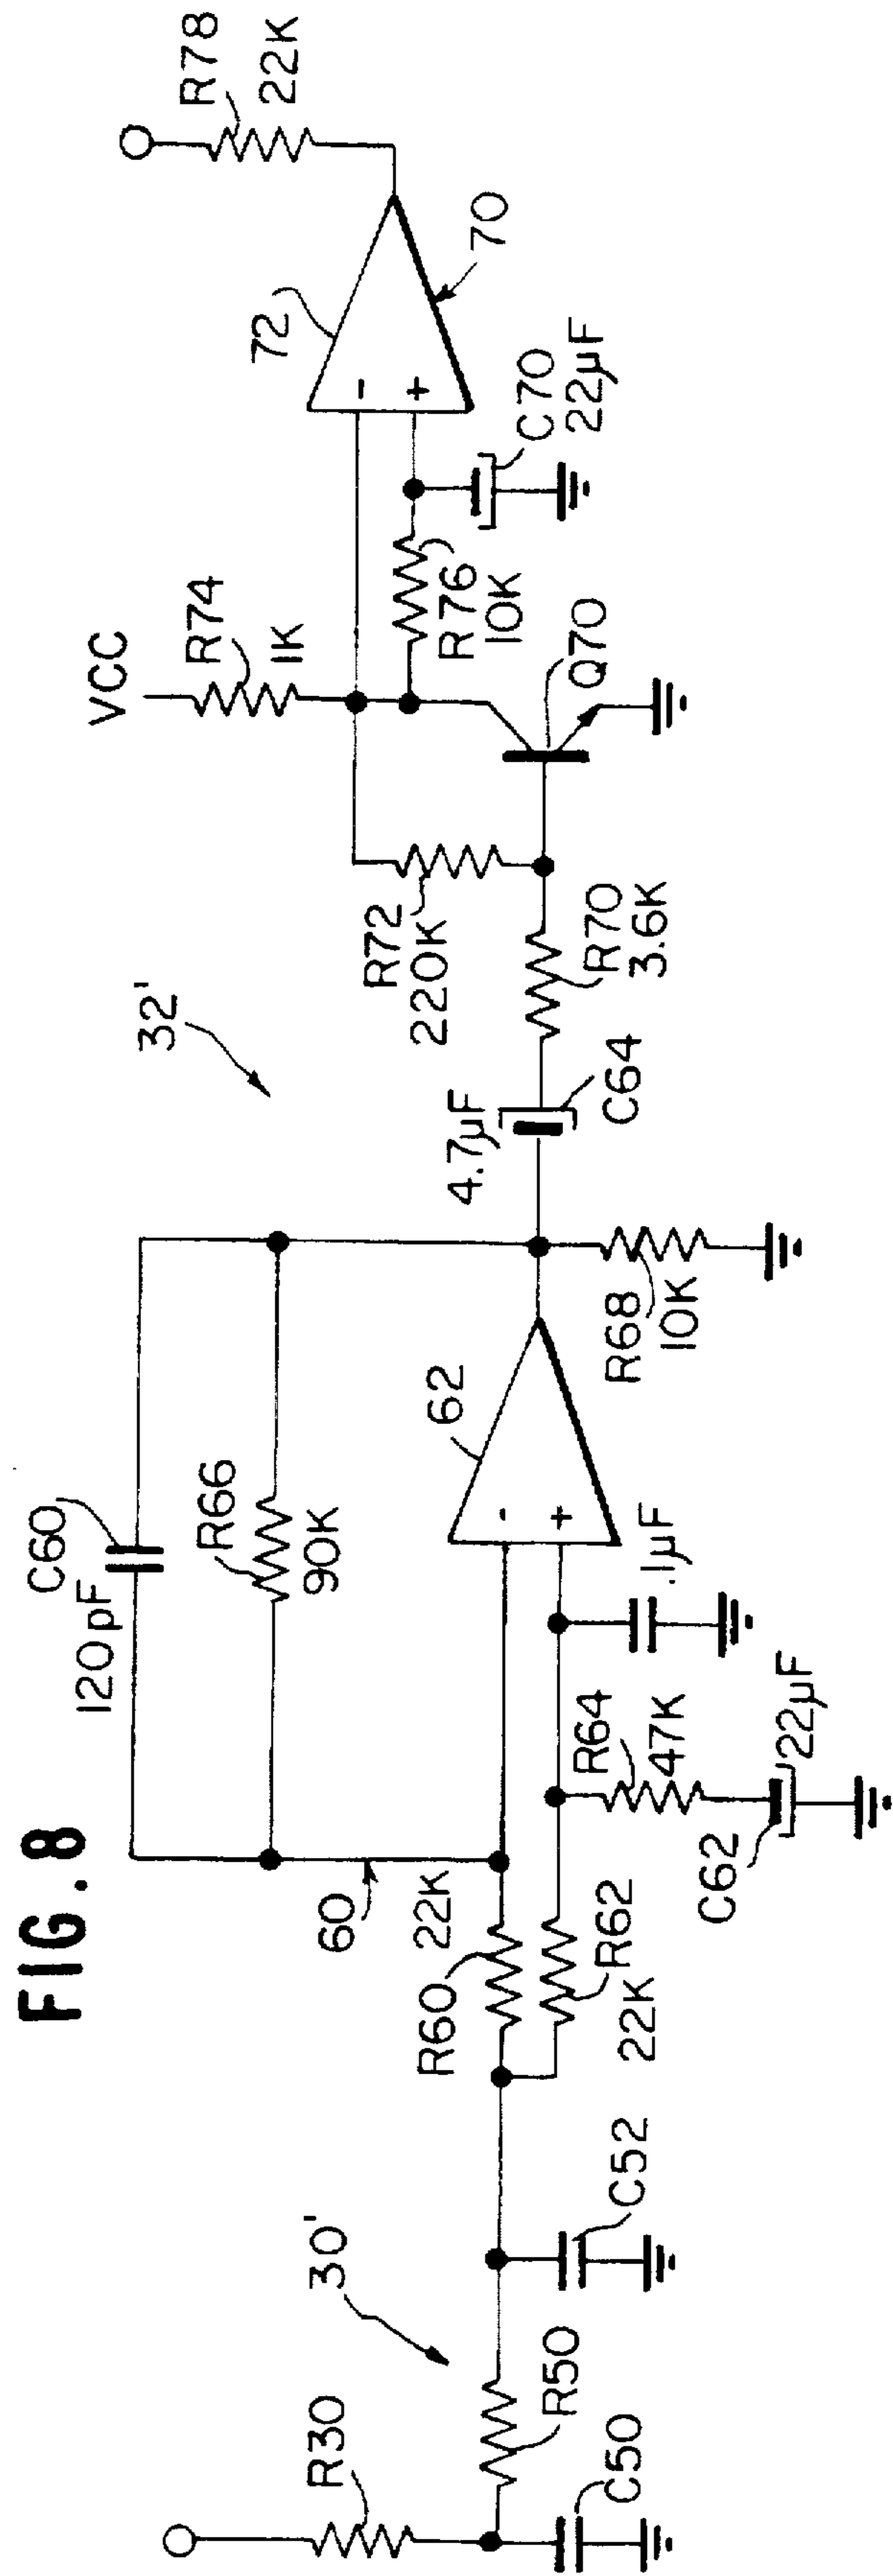 FIG. 8
R30
C50
R50
30'
C52
R60
22K
R62
22K
60
C60
120pF
R66
90K
R64
47K
C62
22µF
.1µF
-
+
62
R68
10K
32'
4.7µF
C64
R70
3.6K
R72
220K
VCC
R74
1K
Q70
R76
10K
C70
22µF
-
+
72
70
R78
22K